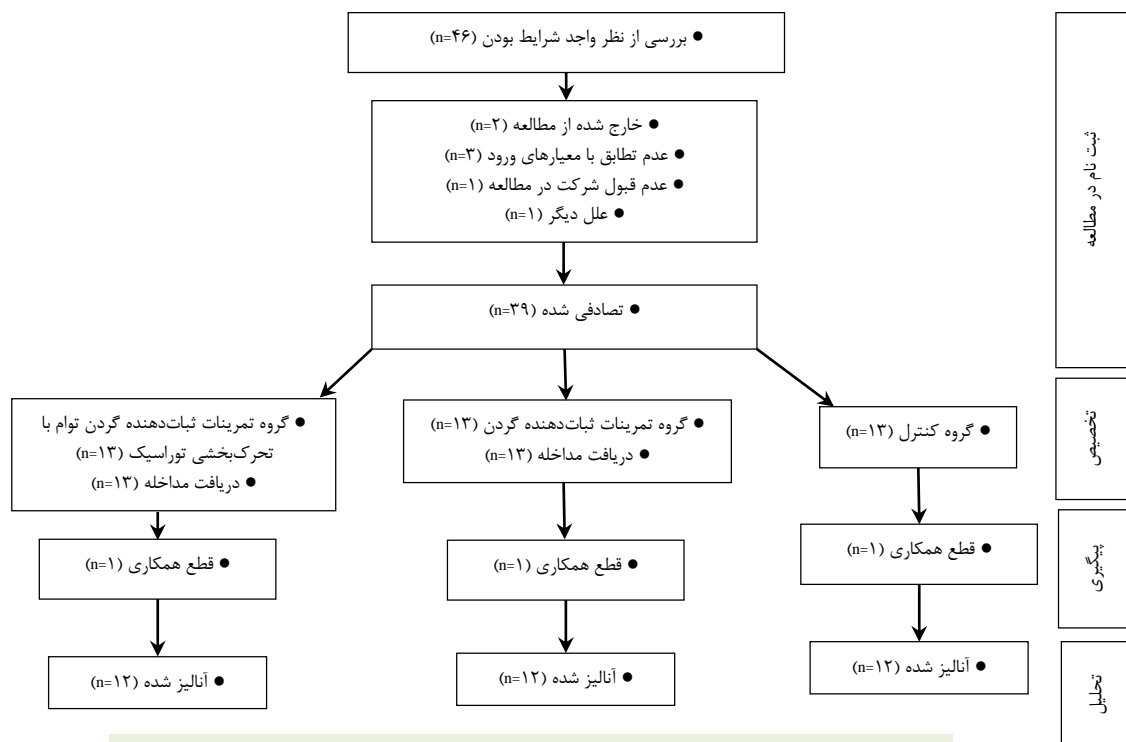 ● بررسی از نظر واجد شرایط بودن (n=۴۶)
● خارج شده از مطالعه (n=۲)
● عدم تطابق با معیارهای ورود (n=۳)
● عدم قبول شرکت در مطالعه (n=۱)
● علل دیگر (n=۱)
ثبت نام در مطالعه
● تصادفی شده (n=۳۹)
● گروه کنترل (n=۱۳)
● گروه تمرینات ثبات‌دهنده گردن (n=۱۳)
● دریافت مداخله (n=۱۳)
● گروه تمرینات ثبات‌دهنده گردن توام با
تحرک‌بخشی توراسیک (n=۱۳)
● دریافت مداخله (n=۱۳)
تخصیص
● قطع همکاری (n=۱)
● قطع همکاری (n=۱)
● قطع همکاری (n=۱)
پیگیری
● آنالیز شده (n=۱۲)
● آنالیز شده (n=۱۲)
● آنالیز شده (n=۱۲)
تحلیل